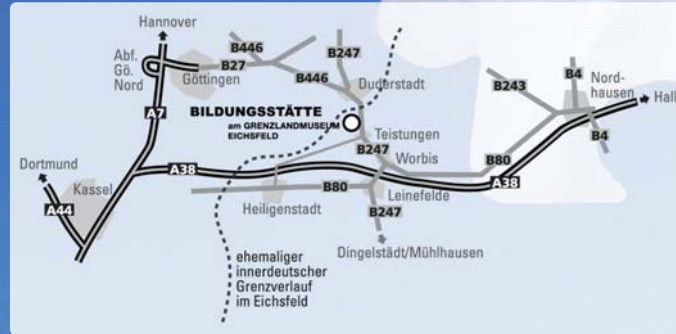 Hannover
Abf.
Gö.
Nord
B446
B27
B247
B446
Göttingen
Duderstadt
B243
B4
Nord-
hausen
Hall
A7
BILDUNGSSTÄTTE
am GRENZLANDMUSEUM
EICHSFELD
Teistungen
B247
Worbis
B4
B80
Dortmund
A38
Kassel
A44
Heiligenstadt
B80
Leinefelde
A38
B247
Dingelstädt/Mühlhausen
ehemaliger
innerdeutscher
Grenzverlauf
im Eichsfeld